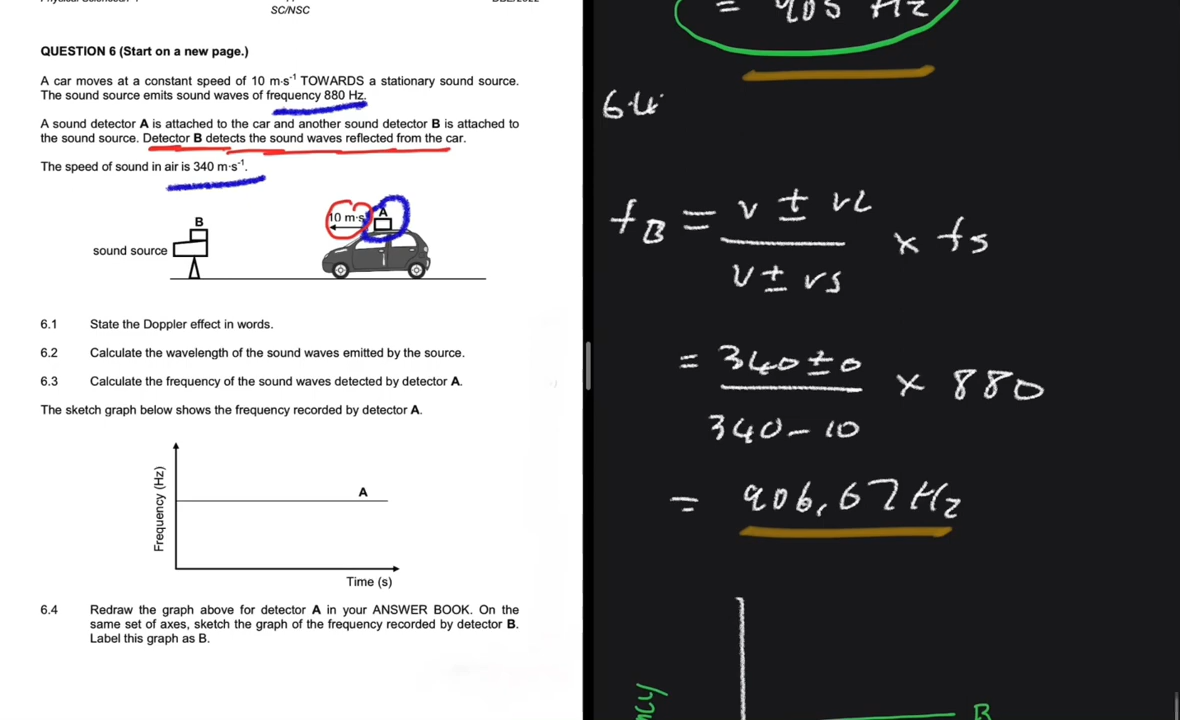 SC/NSC
QUESTION 6 (Start on a new page.)
A car moves at a constant speed of 10 m·s⁻¹ TOWARDS a stationary sound source.
The sound source emits sound waves of frequency 880 Hz.
A sound detector A is attached to the car and another sound detector B is attached to
the sound source. Detector B detects the sound waves reflected from the car.
The speed of sound in air is 340 m·s⁻¹.
B
10 m·s
A
sound source
6.1 State the Doppler effect in words.
6.2 Calculate the wavelength of the sound waves emitted by the source.
6.3 Calculate the frequency of the sound waves detected by detector A.
The sketch graph below shows the frequency recorded by detector A.
Frequency (Hz)
A
Time (s)
6.4 Redraw the graph above for detector A in your ANSWER BOOK. On the
same set of axes, sketch the graph of the frequency recorded by detector B.
Label this graph as B.
= 905 Hz
6.4
fB = v ± vL / v ± vs × fs
= 340 ± 0 / 340 - 10 × 880
= 906,67 Hz
B